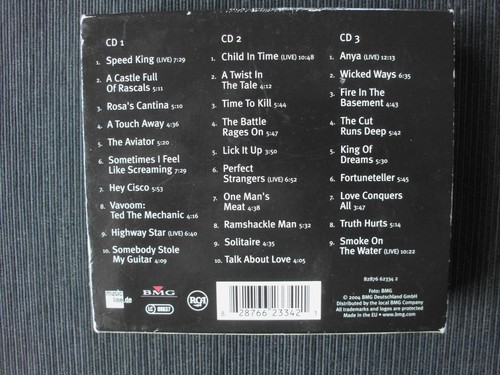 CD 1
1. Speed King (LIVE) 7:29
2. A Castle Full
Of Rascals 5:11
3. Rosa's Cantina 5:10
4. A Touch Away 4:36
5. The Aviator 5:20
6. Sometimes I Feel
Like Screaming 7:29
7. Hey Cisco 5:53
8. Vavoom:
Ted The Mechanic 4:16
9. Highway Star (LIVE) 6:40
10. Somebody Stole
My Guitar 4:09
CD 2
1. Child In Time (LIVE) 10:48
2. A Twist In
The Tale 4:12
3. Time To Kill 5:44
4. The Battle
Rages On 5:47
5. Lick It Up 3:50
6. Perfect
Strangers (LIVE) 6:52
7. One Man's
Meat 4:38
8. Ramshackle Man 5:32
9. Solitaire 4:35
10. Talk About Love 4:05
CD 3
1. Anya (LIVE) 12:13
2. Wicked Ways 6:35
3. Fire In The
Basement 4:43
4. The Cut
Runs Deep 5:42
5. King Of
Dreams 5:30
6. Fortuneteller 5:45
7. Love Conquers
All 3:47
8. Truth Hurts 5:14
9. Smoke On
The Water (LIVE) 10:22
BMG
LC 00837
RCA
8 28766 23342 1
82876 62334 2
Foto: BMG
© 2004 BMG Deutschland GmbH
Distributed by the local BMG Company
All trademarks and logos are protected
Made in the EU • www.bmg.com